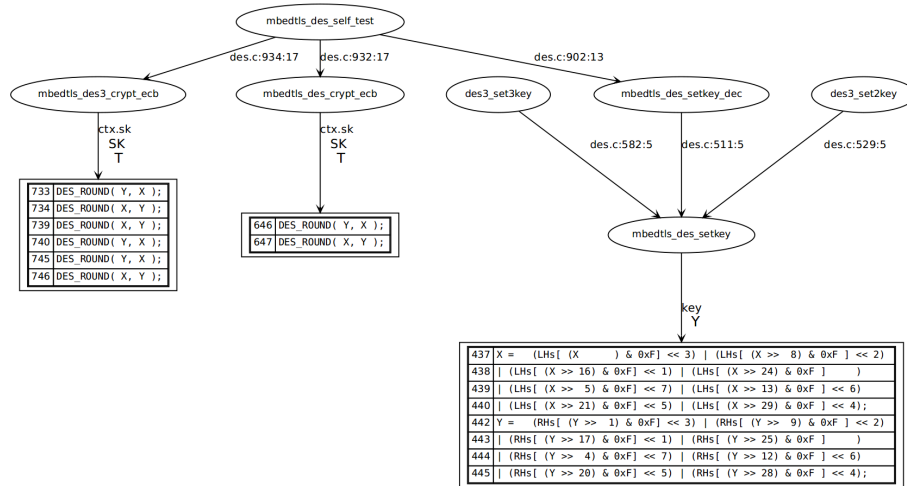 mbedtls_des_self_test
des.c:934:17
des.c:932:17
des.c:902:13
mbedtls_des3_crypt_ecb
mbedtls_des_crypt_ecb
des3_set3key
mbedtls_des_setkey_dec
des3_set2key
ctx.sk
SK
T
ctx.sk
SK
T
des.c:582:5
des.c:511:5
des.c:529:5
733 DES_ROUND( Y, X );
734 DES_ROUND( X, Y );
739 DES_ROUND( X, Y );
740 DES_ROUND( Y, X );
745 DES_ROUND( Y, X );
746 DES_ROUND( X, Y );
646 DES_ROUND( Y, X );
647 DES_ROUND( X, Y );
mbedtls_des_setkey
key
Y
437 X =   (LHs[ (X      ) & 0xF] << 3) | (LHs[ (X >>  8) & 0xF ] << 2)
438 | (LHs[ (X >> 16) & 0xF] << 1) | (LHs[ (X >> 24) & 0xF ]     )
439 | (LHs[ (X >>  5) & 0xF] << 7) | (LHs[ (X >> 13) & 0xF ] << 6)
440 | (LHs[ (X >> 21) & 0xF] << 5) | (LHs[ (X >> 29) & 0xF ] << 4);
442 Y =   (RHs[ (Y >>  1) & 0xF] << 3) | (RHs[ (Y >>  9) & 0xF ] << 2)
443 | (RHs[ (Y >> 17) & 0xF] << 1) | (RHs[ (Y >> 25) & 0xF ]     )
444 | (RHs[ (Y >>  4) & 0xF] << 7) | (RHs[ (Y >> 12) & 0xF ] << 6)
445 | (RHs[ (Y >> 20) & 0xF] << 5) | (RHs[ (Y >> 28) & 0xF ] << 4);